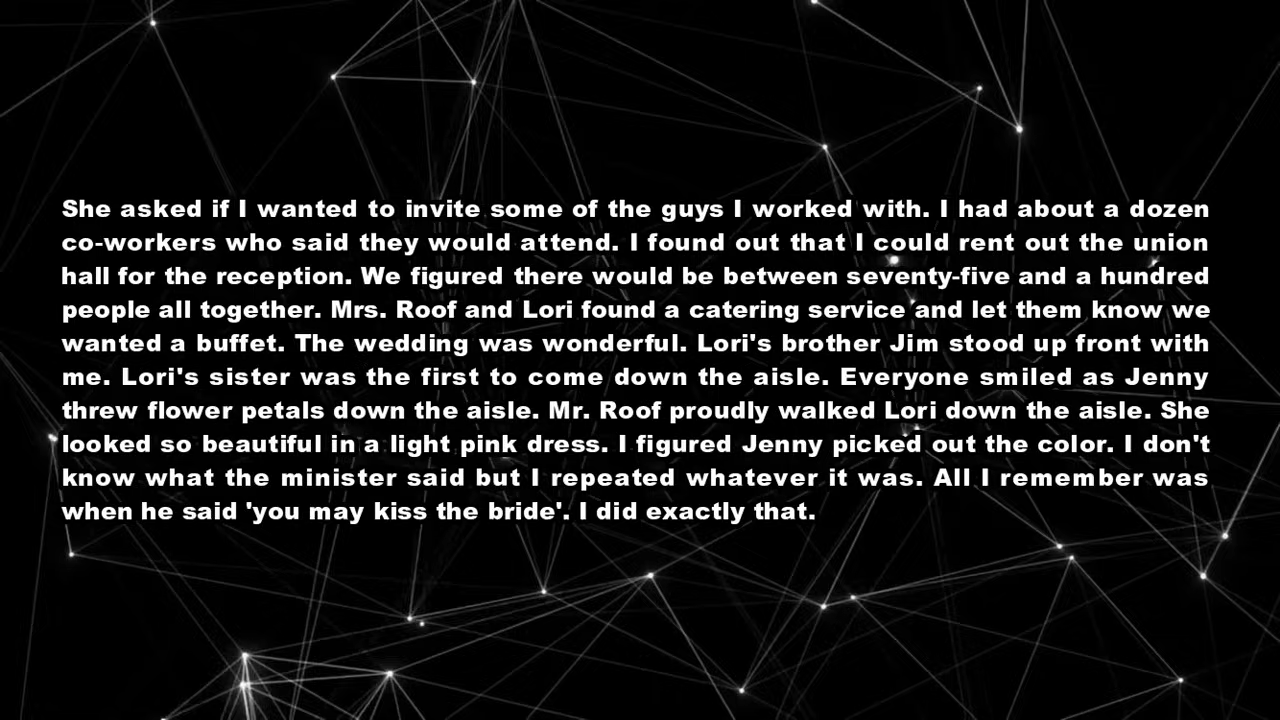 She asked if I wanted to invite some of the guys I worked with. I had about a dozen
co-workers who said they would attend. I found out that I could rent out the union
hall for the reception. We figured there would be between seventy-five and a hundred
people all together. Mrs. Roof and Lori found a catering service and let them know we
wanted a buffet. The wedding was wonderful. Lori's brother Jim stood up front with
me. Lori's sister was the first to come down the aisle. Everyone smiled as Jenny
threw flower petals down the aisle. Mr. Roof proudly walked Lori down the aisle. She
looked so beautiful in a light pink dress. I figured Jenny picked out the color. I don't
know what the minister said but I repeated whatever it was. All I remember was
when he said 'you may kiss the bride'. I did exactly that.